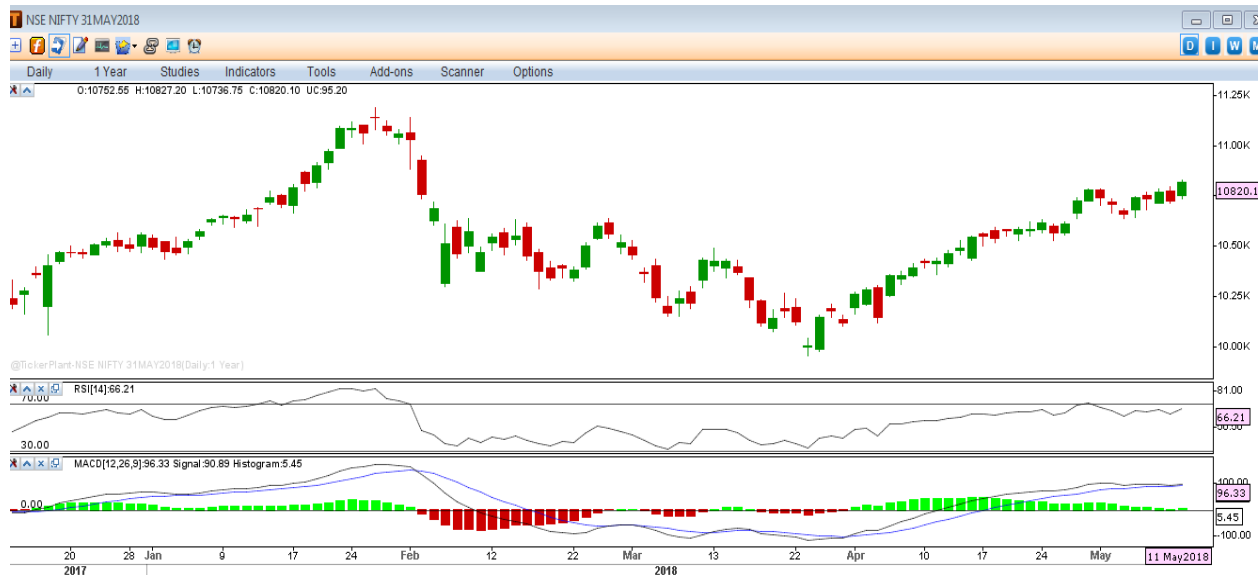 NSE NIFTY 31MAY2018
D I W M
Daily 1 Year Studies Indicators Tools Add-ons Scanner Options
O:10752.55 H:10827.20 L:10736.75 C:10820.10 UC:95.20
11.25K
11.00K
10820.1
10.50K
10.25K
10.00K
@TickerPlant-NSE NIFTY 31MAY2018(Daily:1 Year)
RSI[14]:66.21
70.00
30.00
81.00
66.21
MACD[12,26,9]:96.33 Signal:90.89 Histogram:5.45
0.00
100.00
96.33
5.45
-100.00
20 28 Jan 9 17 24 Feb 12 22 Mar 13 22 Apr 10 17 24 May 11 May2018
2017 2018